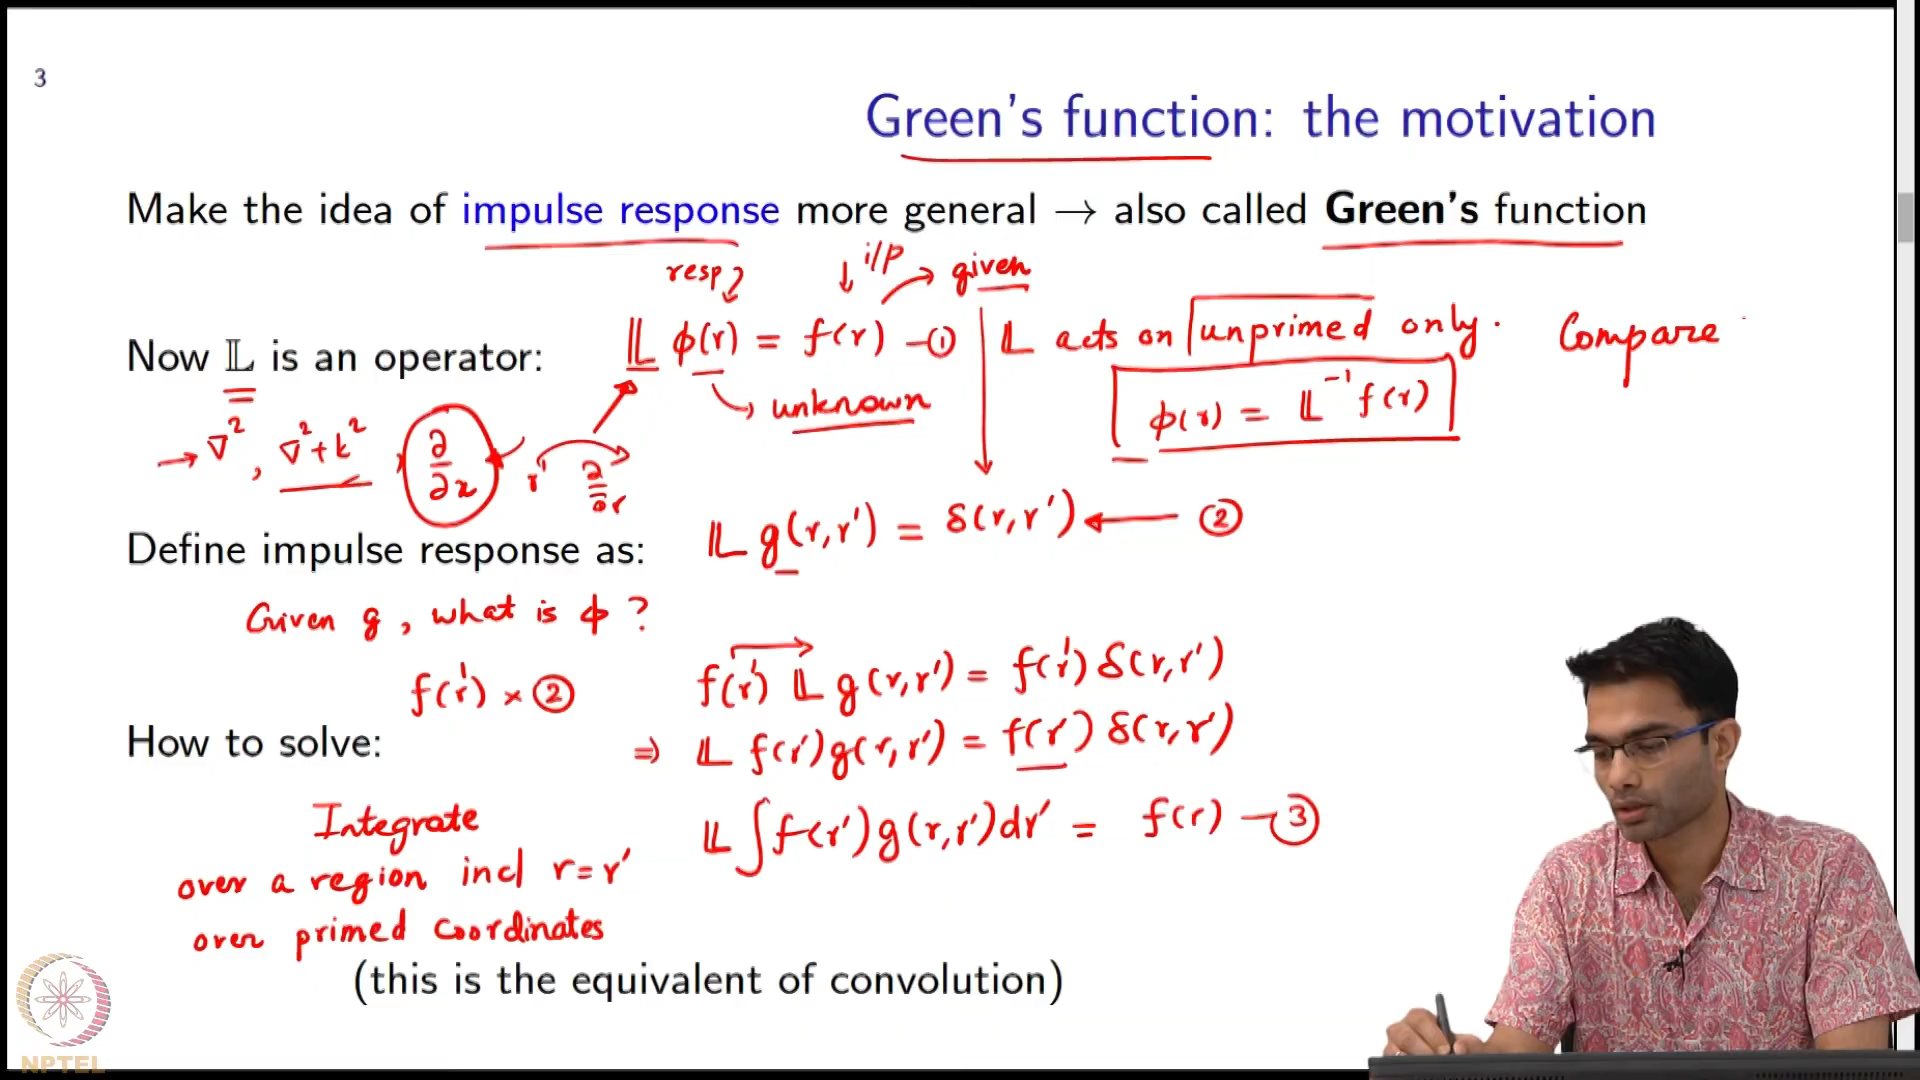 3
Green's function: the motivation
Make the idea of impulse response more general → also called Green's function
resp ↓ i/p → given
Now 𝕃 is an operator: 𝕃 φ(r) = f(r) —① 𝕃 acts on unprimed only. Compare
unknown φ(r) = 𝕃⁻¹ f(r)
→ ∇², ∇²+k², ∂/∂x r' ∂/∂r
Define impulse response as: 𝕃 g(r,r') = δ(r,r') ← ②
Given g, what is φ?
f(r') × ② f(r') 𝕃 g(r,r') = f(r') δ(r,r')
How to solve: ⇒ 𝕃 f(r')g(r,r') = f(r') δ(r,r')
Integrate 𝕃 ∫f(r')g(r,r')dr' = f(r) —③
over a region incl r=r'
over primed coordinates
(this is the equivalent of convolution)
NPTEL